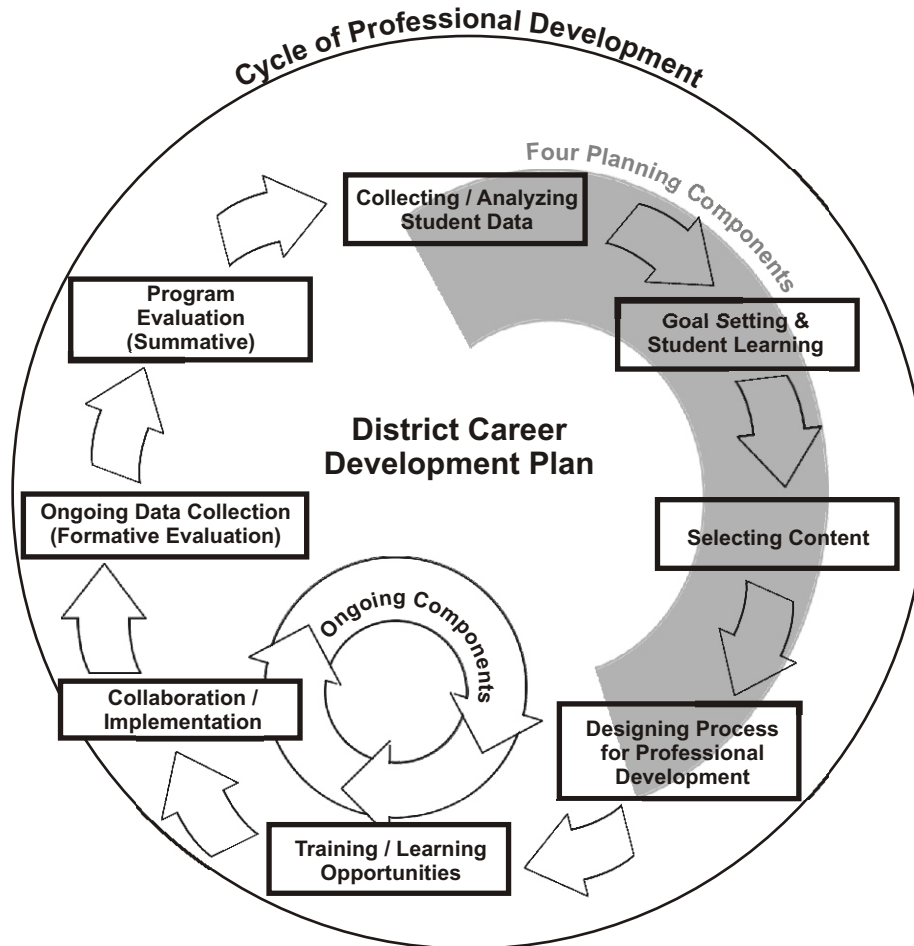 Cycle of Professional Development
Four Planning Components
Collecting / Analyzing
Student Data
Goal Setting &
Student Learning
Selecting Content
Designing Process
for Professional
Development
Training / Learning
Opportunities
Collaboration /
Implementation
Ongoing Data Collection
(Formative Evaluation)
Program
Evaluation
(Summative)
District Career
Development Plan
Ongoing Components